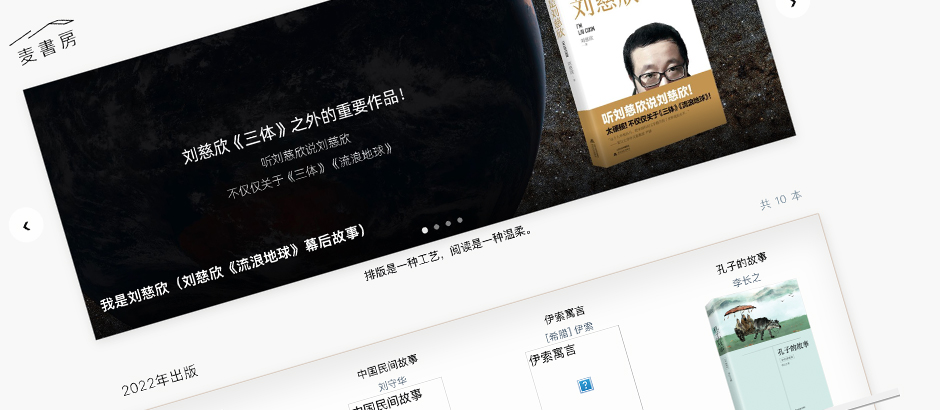 麦書房
刘慈欣《三体》之外的重要作品！
听刘慈欣说刘慈欣
不仅仅关于《三体》《流浪地球》
我是刘慈欣（刘慈欣《流浪地球》幕后故事）
刘慈欣
I'M
LIU CIXIN
听刘慈欣说刘慈欣！
太硬核！不仅仅关于《三体》《流浪地球》！
排版是一种工艺，阅读是一种温柔。
共 10 本
2022年出版
中国民间故事
刘守华
中国民间故事
伊索寓言
[希腊] 伊索
伊索寓言
孔子的故事
李长之
孔子的故事